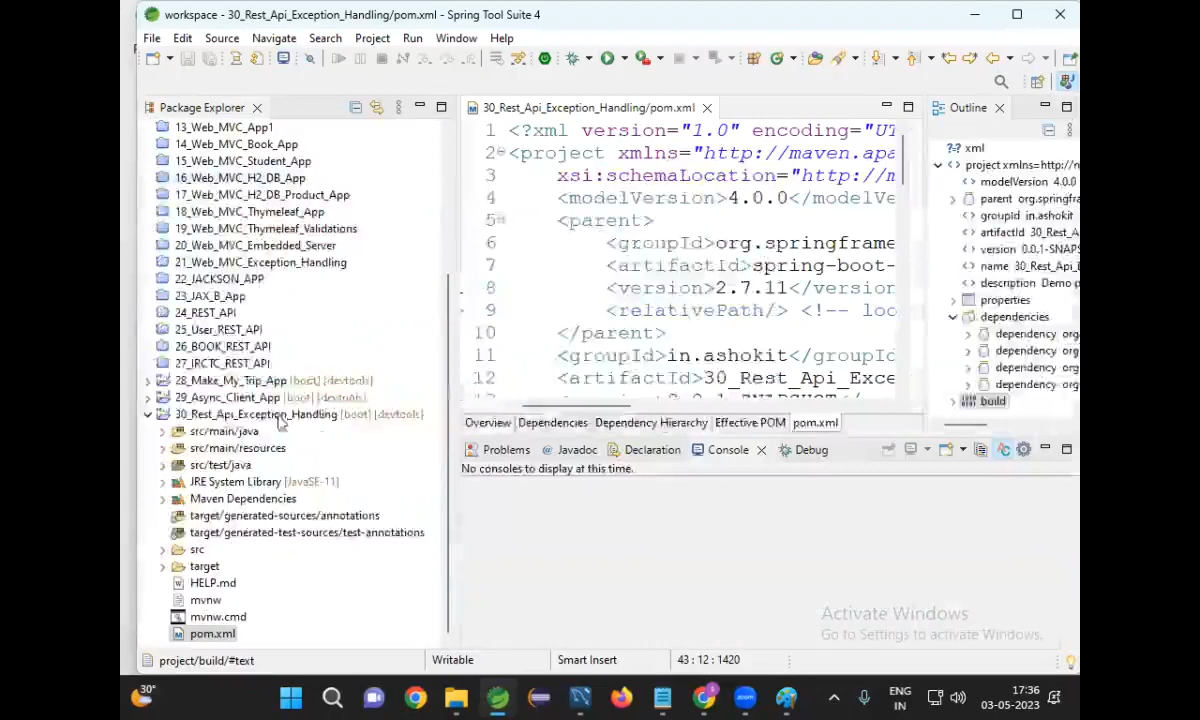 workspace - 30_Rest_Api_Exception_Handling/pom.xml - Spring Tool Suite 4
File Edit Source Navigate Search Project Run Window Help
Package Explorer
30_Rest_Api_Exception_Handling/pom.xml
Outline
13_Web_MVC_App1
14_Web_MVC_Book_App
15_Web_MVC_Student_App
16_Web_MVC_H2_DB_App
17_Web_MVC_H2_DB_Product_App
18_Web_MVC_Thymeleaf_App
19_Web_MVC_Thymeleaf_Validations
20_Web_MVC_Embedded_Server
21_Web_MVC_Exception_Handling
22_JACKSON_APP
23_JAX_B_App
24_REST_API
25_User_REST_API
26_BOOK_REST_API
27_IRCTC_REST_API
28_Make_My_Trip_App [boot] [devtools]
29_Async_Client_App [boot] [devtools]
30_Rest_Api_Exception_Handling [boot] [devtools]
src/main/java
src/main/resources
src/test/java
JRE System Library [JavaSE-11]
Maven Dependencies
target/generated-sources/annotations
target/generated-test-sources/test-annotations
src
target
HELP.md
mvnw
mvnw.cmd
pom.xml
1 <?xml version="1.0" encoding="UT
2 <project xmlns="http://maven.apa
3 xsi:schemaLocation="http://m
4 <modelVersion>4.0.0</modelVe
5 <parent>
6 <groupId>org.springframe
7 <artifactId>spring-boot-
8 <version>2.7.11</version
9 <relativePath/> <!-- loo
10 </parent>
11 <groupId>in.ashokit</groupId
12 <artifactId>30_Rest_Api_Exce
Overview Dependencies Dependency Hierarchy Effective POM pom.xml
?? xml
project xmlns=http://m
modelVersion 4.0.0
parent org.springfra
groupId in.ashokit
artifactId 30_Rest_A
version 0.0.1-SNAPS
name 30_Rest_Api_E
description Demo p
properties
dependencies
dependency org
dependency org
dependency org
dependency org
build
Problems @ Javadoc Declaration Console Debug
No consoles to display at this time.
Activate Windows
Go to Settings to activate Windows.
project/build/#text Writable Smart Insert 43 : 12 : 1420
30°
zoom
ENG
IN
17:36
03-05-2023